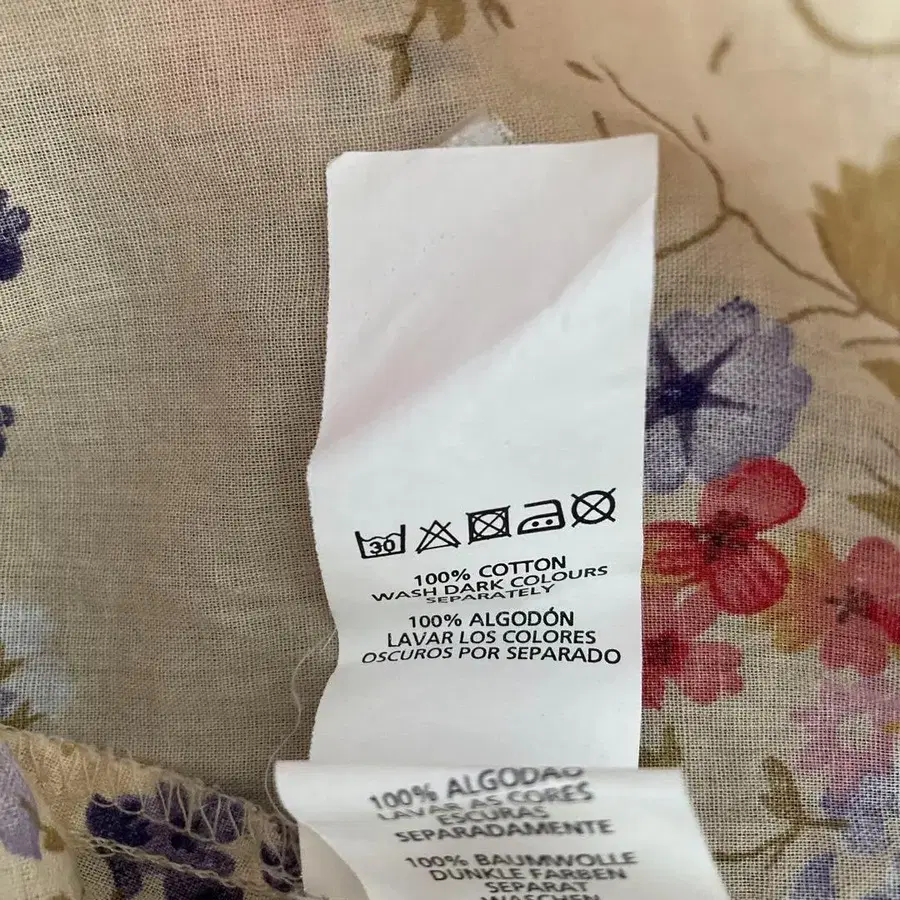 30
100% COTTON
WASH DARK COLOURS
SEPARATELY
100% ALGODÓN
LAVAR LOS COLORES
OSCUROS POR SEPARADO
100% ALGODAO
LAVAR AS CORES
ESCURAS
SEPARADAMENTE
100% BAUMWOLLE
DUNKLE FARBEN
SEPARAT
WASCHEN